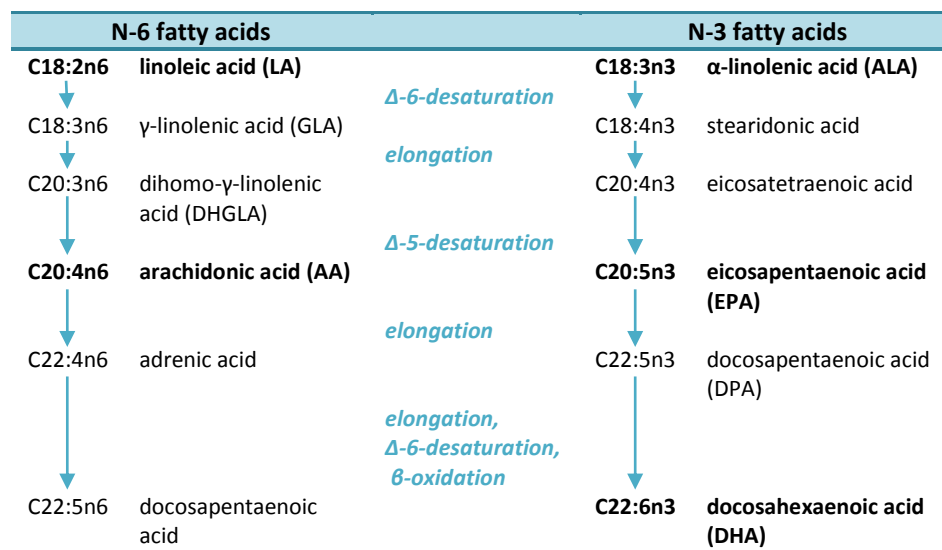 N-6 fatty acids N-3 fatty acids
C18:2n6 linoleic acid (LA) C18:3n3 α-linolenic acid (ALA)
Δ-6-desaturation
C18:3n6 γ-linolenic acid (GLA) C18:4n3 stearidonic acid
elongation
C20:3n6 dihomo-γ-linolenic C20:4n3 eicosatetraenoic acid
acid (DHGLA)
Δ-5-desaturation
C20:4n6 arachidonic acid (AA) C20:5n3 eicosapentaenoic acid
(EPA)
elongation
C22:4n6 adrenic acid C22:5n3 docosapentaenoic acid
(DPA)
elongation,
Δ-6-desaturation,
β-oxidation
C22:5n6 docosapentaenoic C22:6n3 docosahexaenoic acid
acid (DHA)